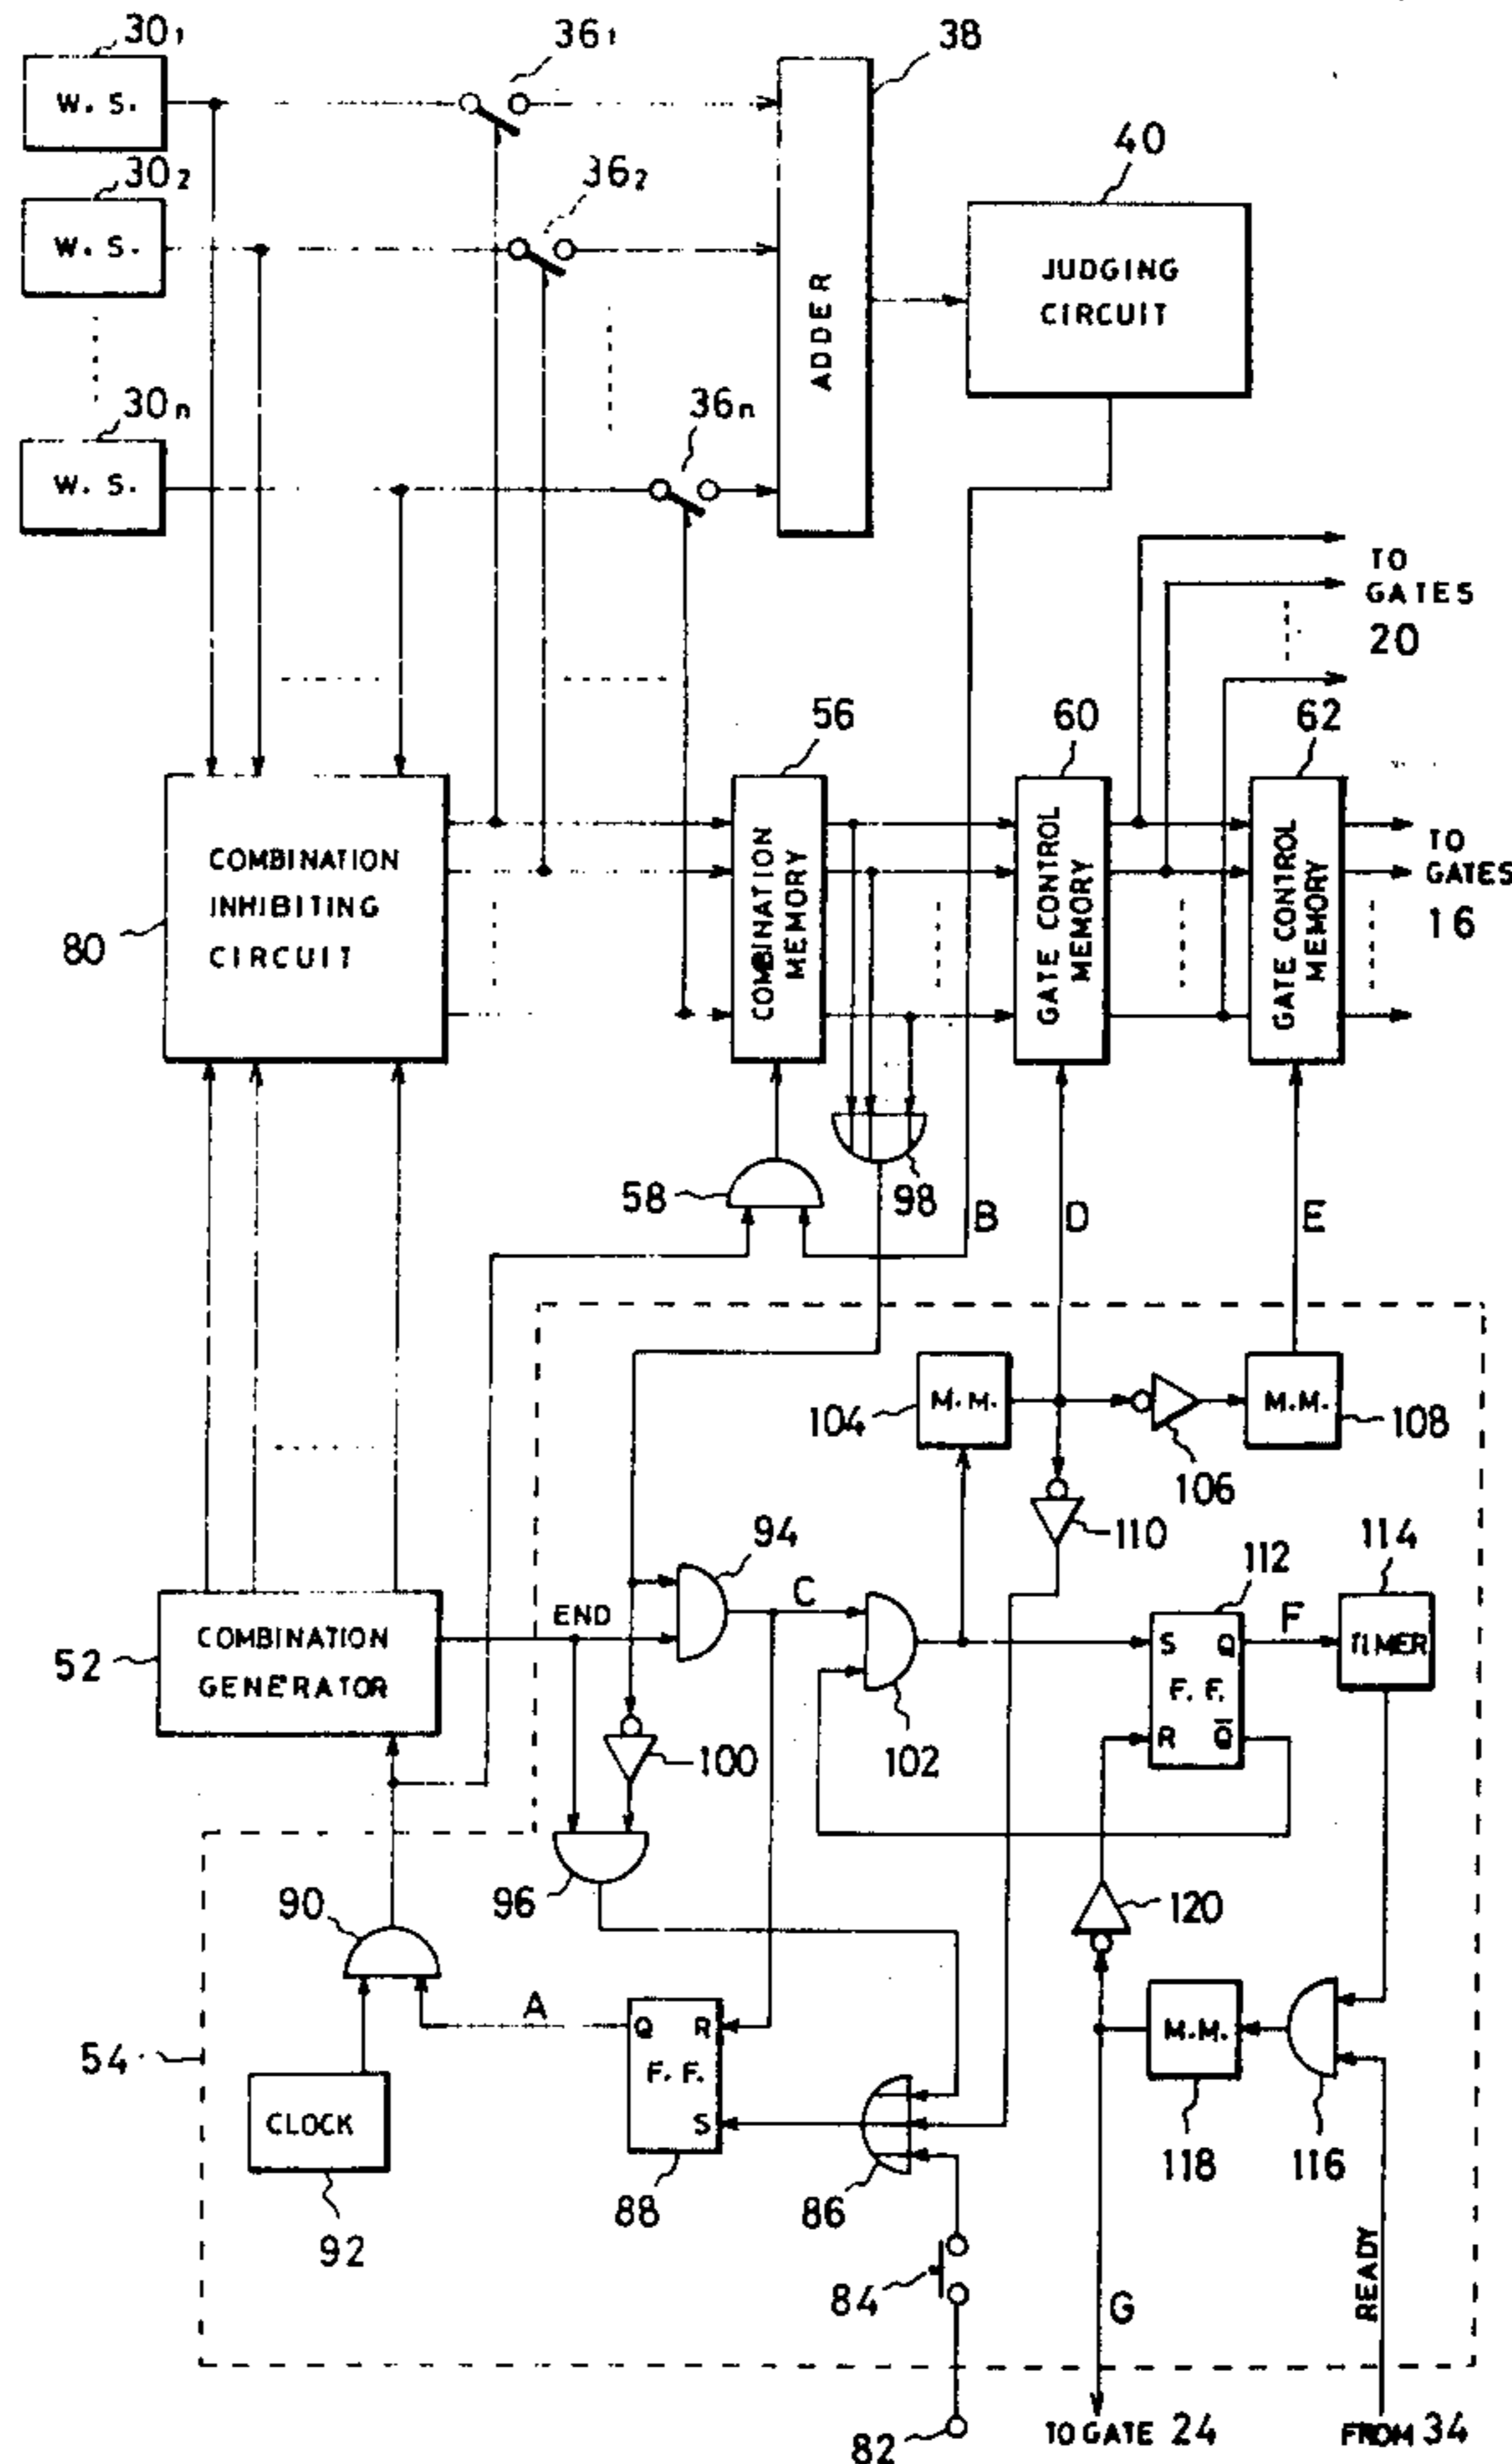 30₁
36₁
38
W. S.
40
30₂
36₂
W. S.
JUDGING
CIRCUIT
ADDER
30n
36n
W. S.
TO
GATES
20
56
60
62
COMBINATION
INHIBITING
CIRCUIT
80
COMBINATION
MEMORY
GATE CONTROL
MEMORY
GATE CONTROL
MEMORY
TO
GATES
16
58
98
B
D
E
104
M.M.
106
M.M.
108
110
94
112
114
END
C
52
COMBINATION
GENERATOR
S
Q
F
TIMER
F. F.
R
Q̅
100
102
90
96
120
A
Q
R
M.M.
54
F. F.
CLOCK
S
118
116
88
86
92
84
G
READY
82
TO GATE 24
FROM 34